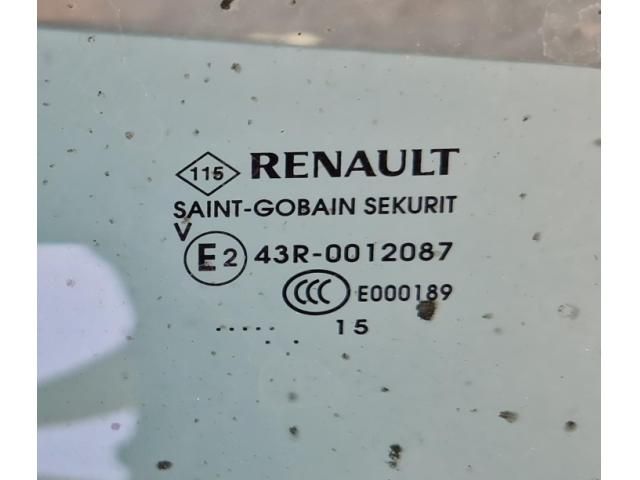 115 RENAULT
SAINT-GOBAIN SEKURIT
V
E2 43R-0012087
CCC E000189
..... .. 15